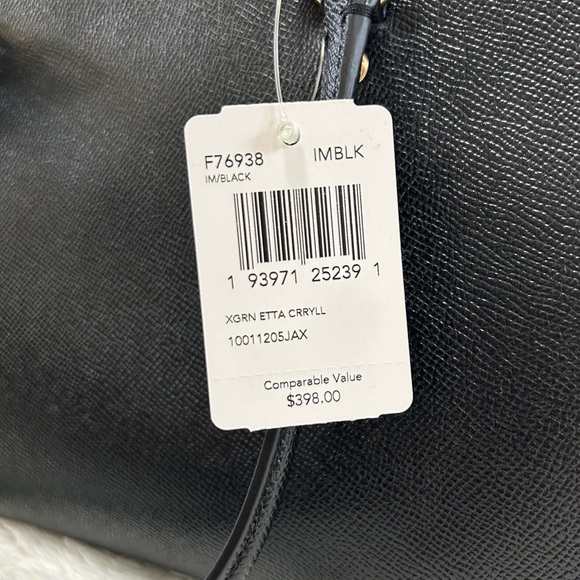 F76938 IMBLK
IM/BLACK
1 93971 25239 1
XGRN ETTA CRRYLL
10011205JAX
Comparable Value
$398.00